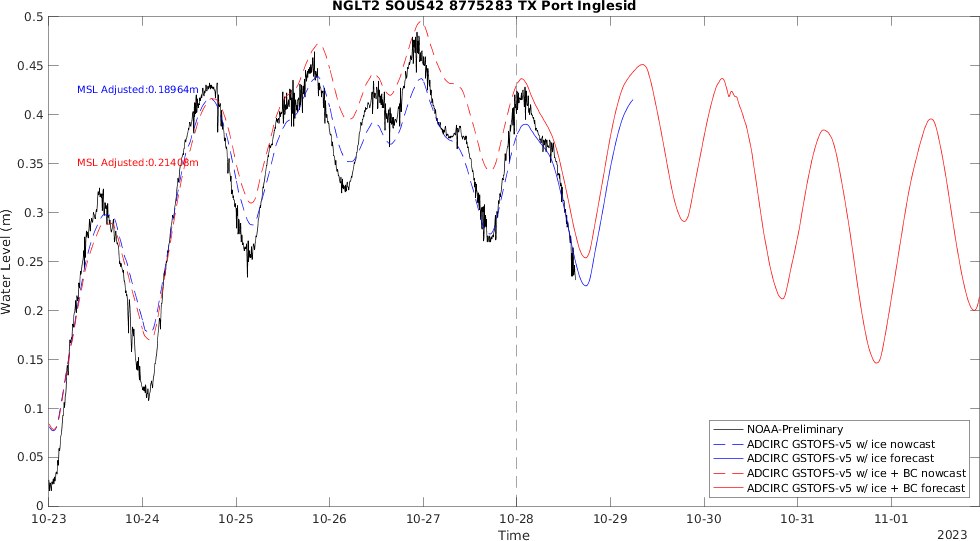 NGLT2 SOUS42 8775283 TX Port Inglesid
0.5
0.45
0.4
0.35
0.3
0.25
0.2
0.15
0.1
0.05
0
Water Level (m)
MSL Adjusted:0.18964m
MSL Adjusted:0.21408m
NOAA-Preliminary
ADCIRC GSTOFS-v5 w/ ice nowcast
ADCIRC GSTOFS-v5 w/ ice forecast
ADCIRC GSTOFS-v5 w/ ice + BC nowcast
ADCIRC GSTOFS-v5 w/ ice + BC forecast
10-23 10-24 10-25 10-26 10-27 10-28 10-29 10-30 10-31 11-01
Time
2023